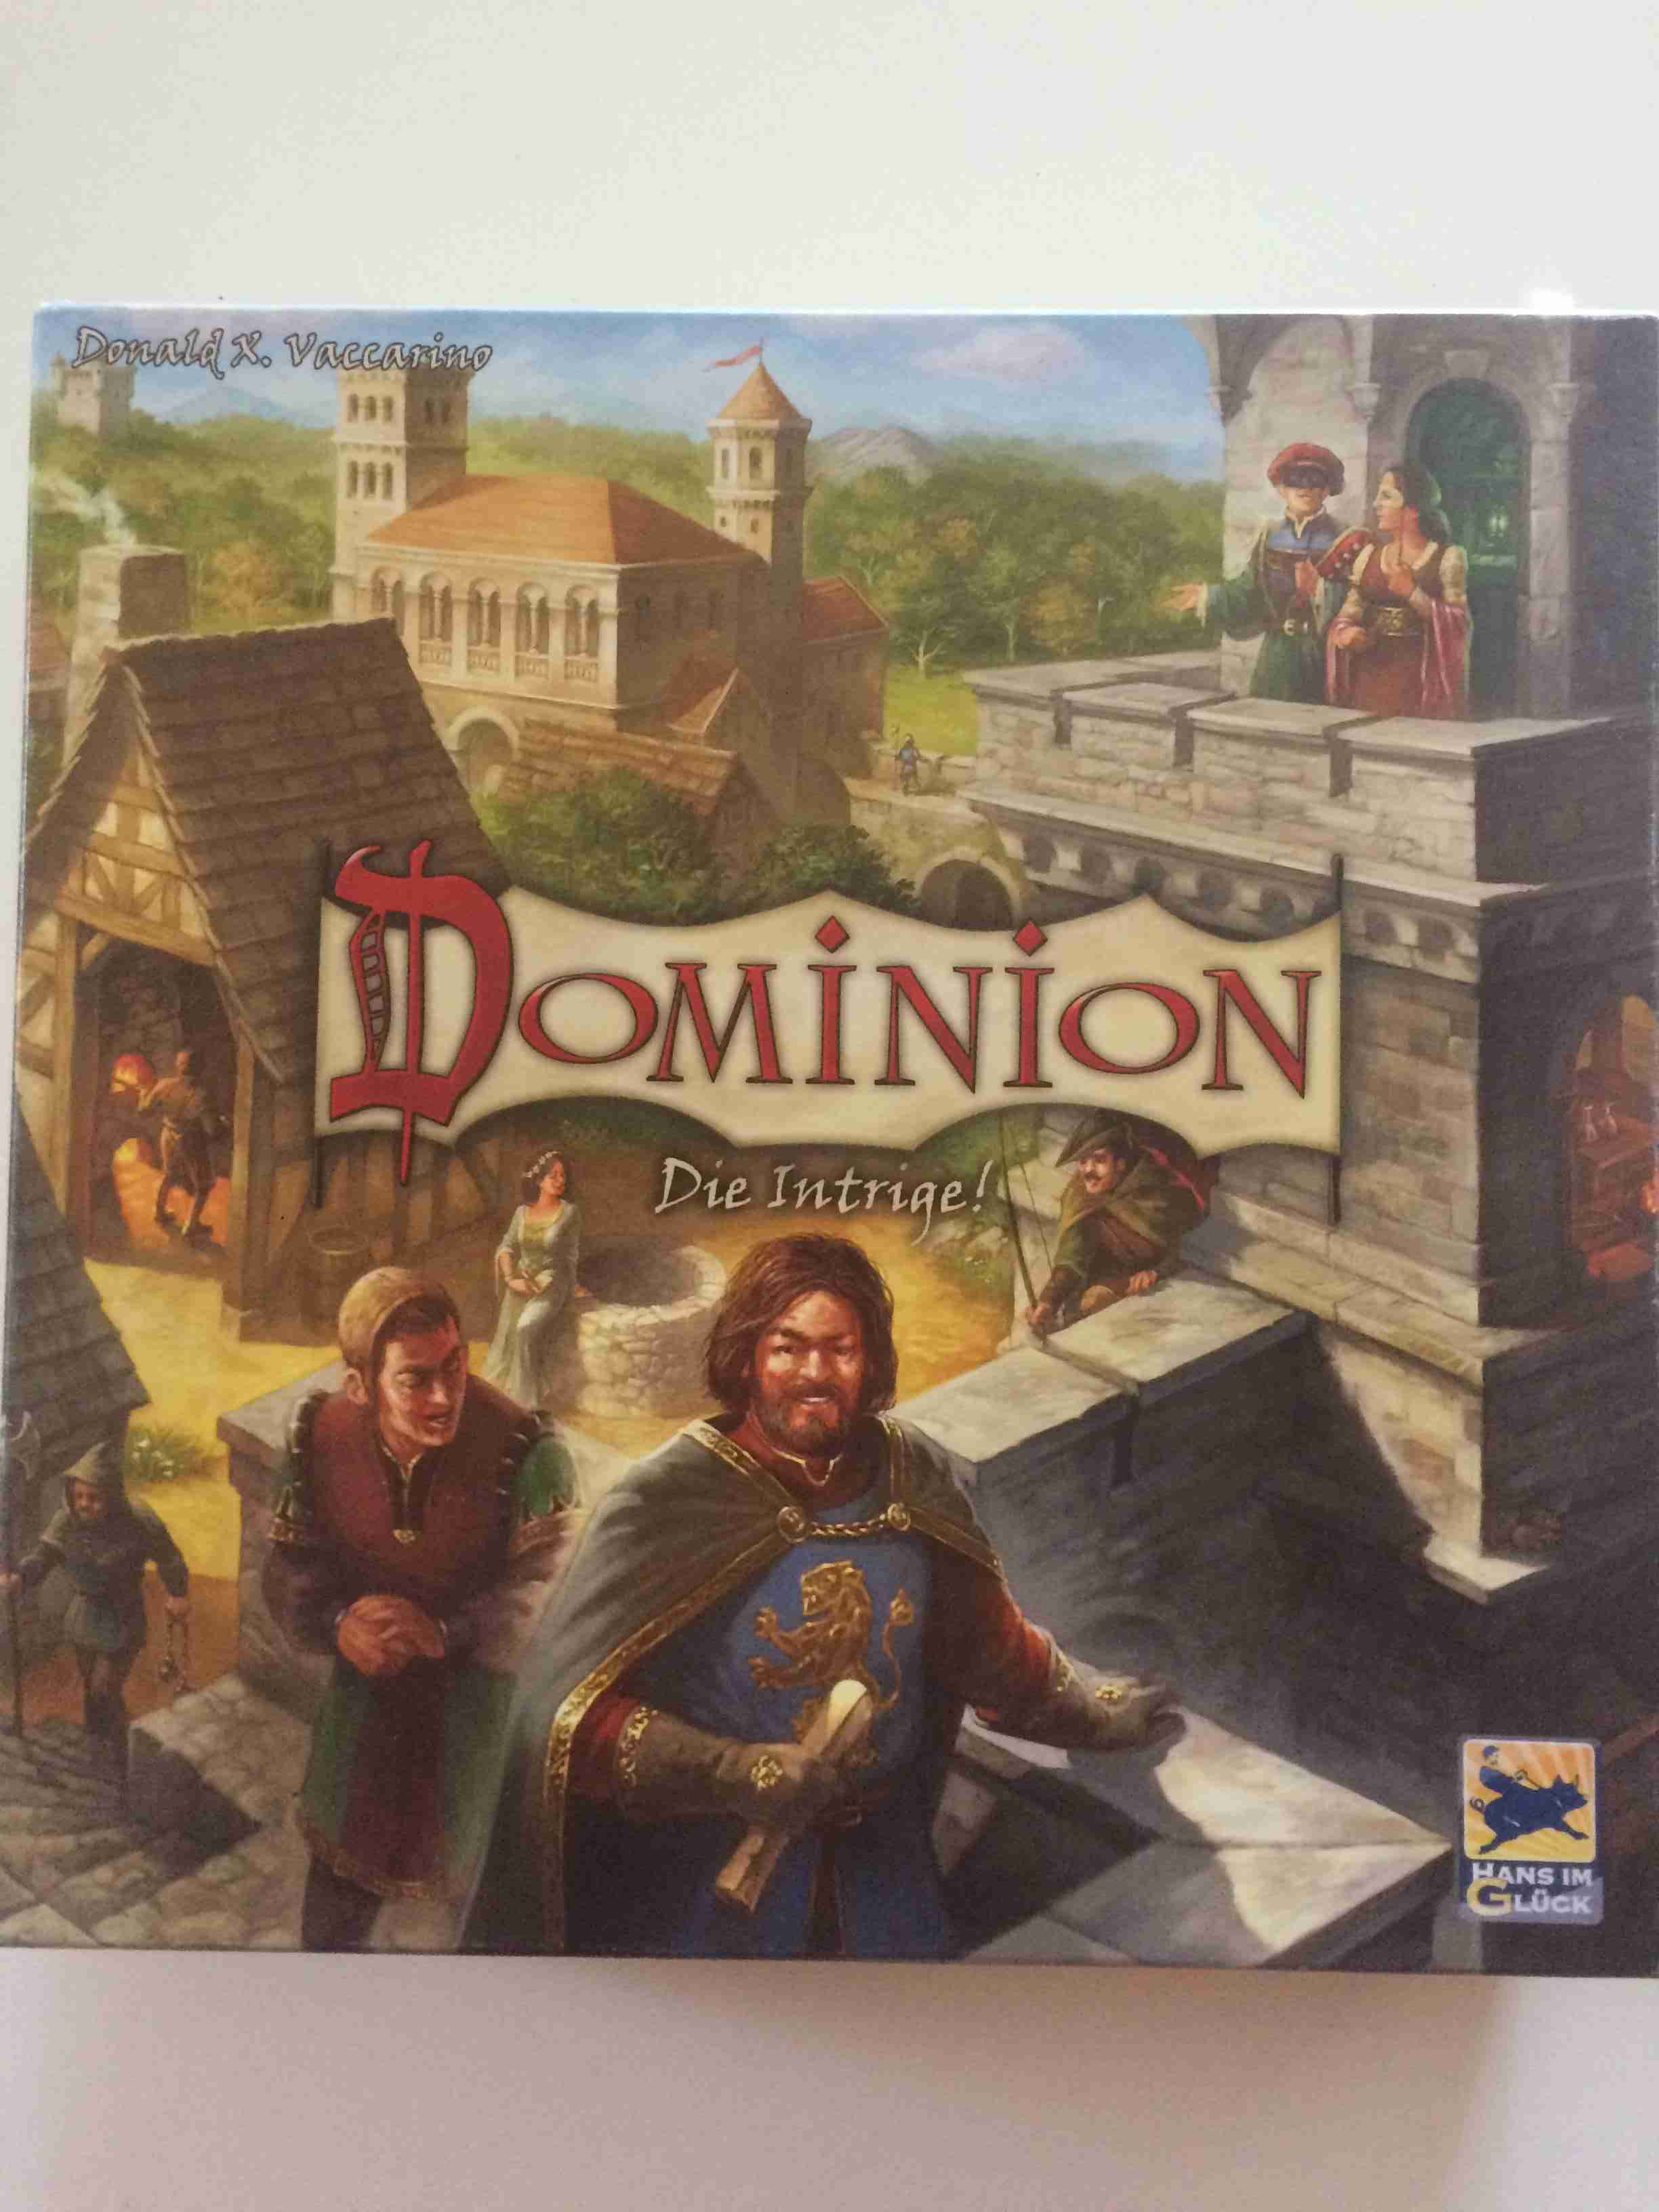 Donald X. Vaccarino
DOMINION
Die Intrige!
HANS IM
GLÜCK